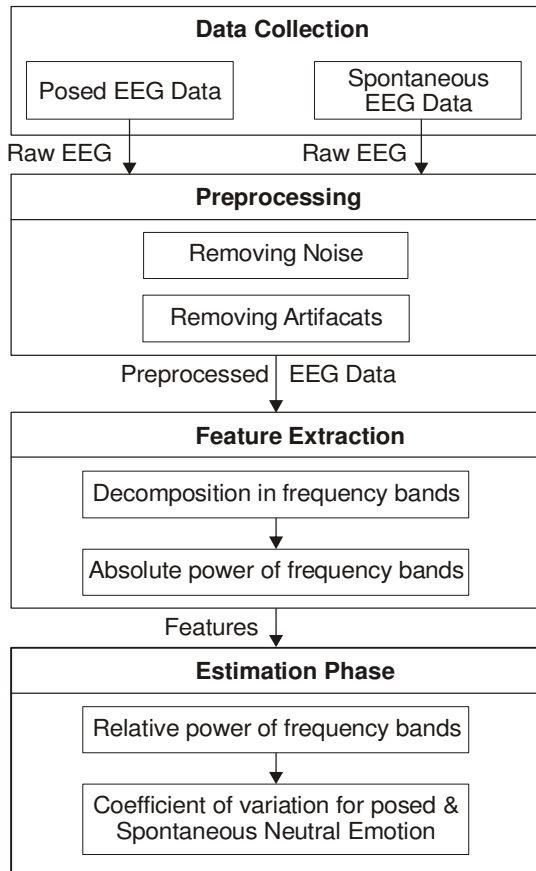 Data Collection
Posed EEG Data
Spontaneous
EEG Data
Raw EEG
Raw EEG
Preprocessing
Removing Noise
Removing Artifacats
Preprocessed EEG Data
Feature Extraction
Decomposition in frequency bands
Absolute power of frequency bands
Features
Estimation Phase
Relative power of frequency bands
Coefficient of variation for posed &
Spontaneous Neutral Emotion